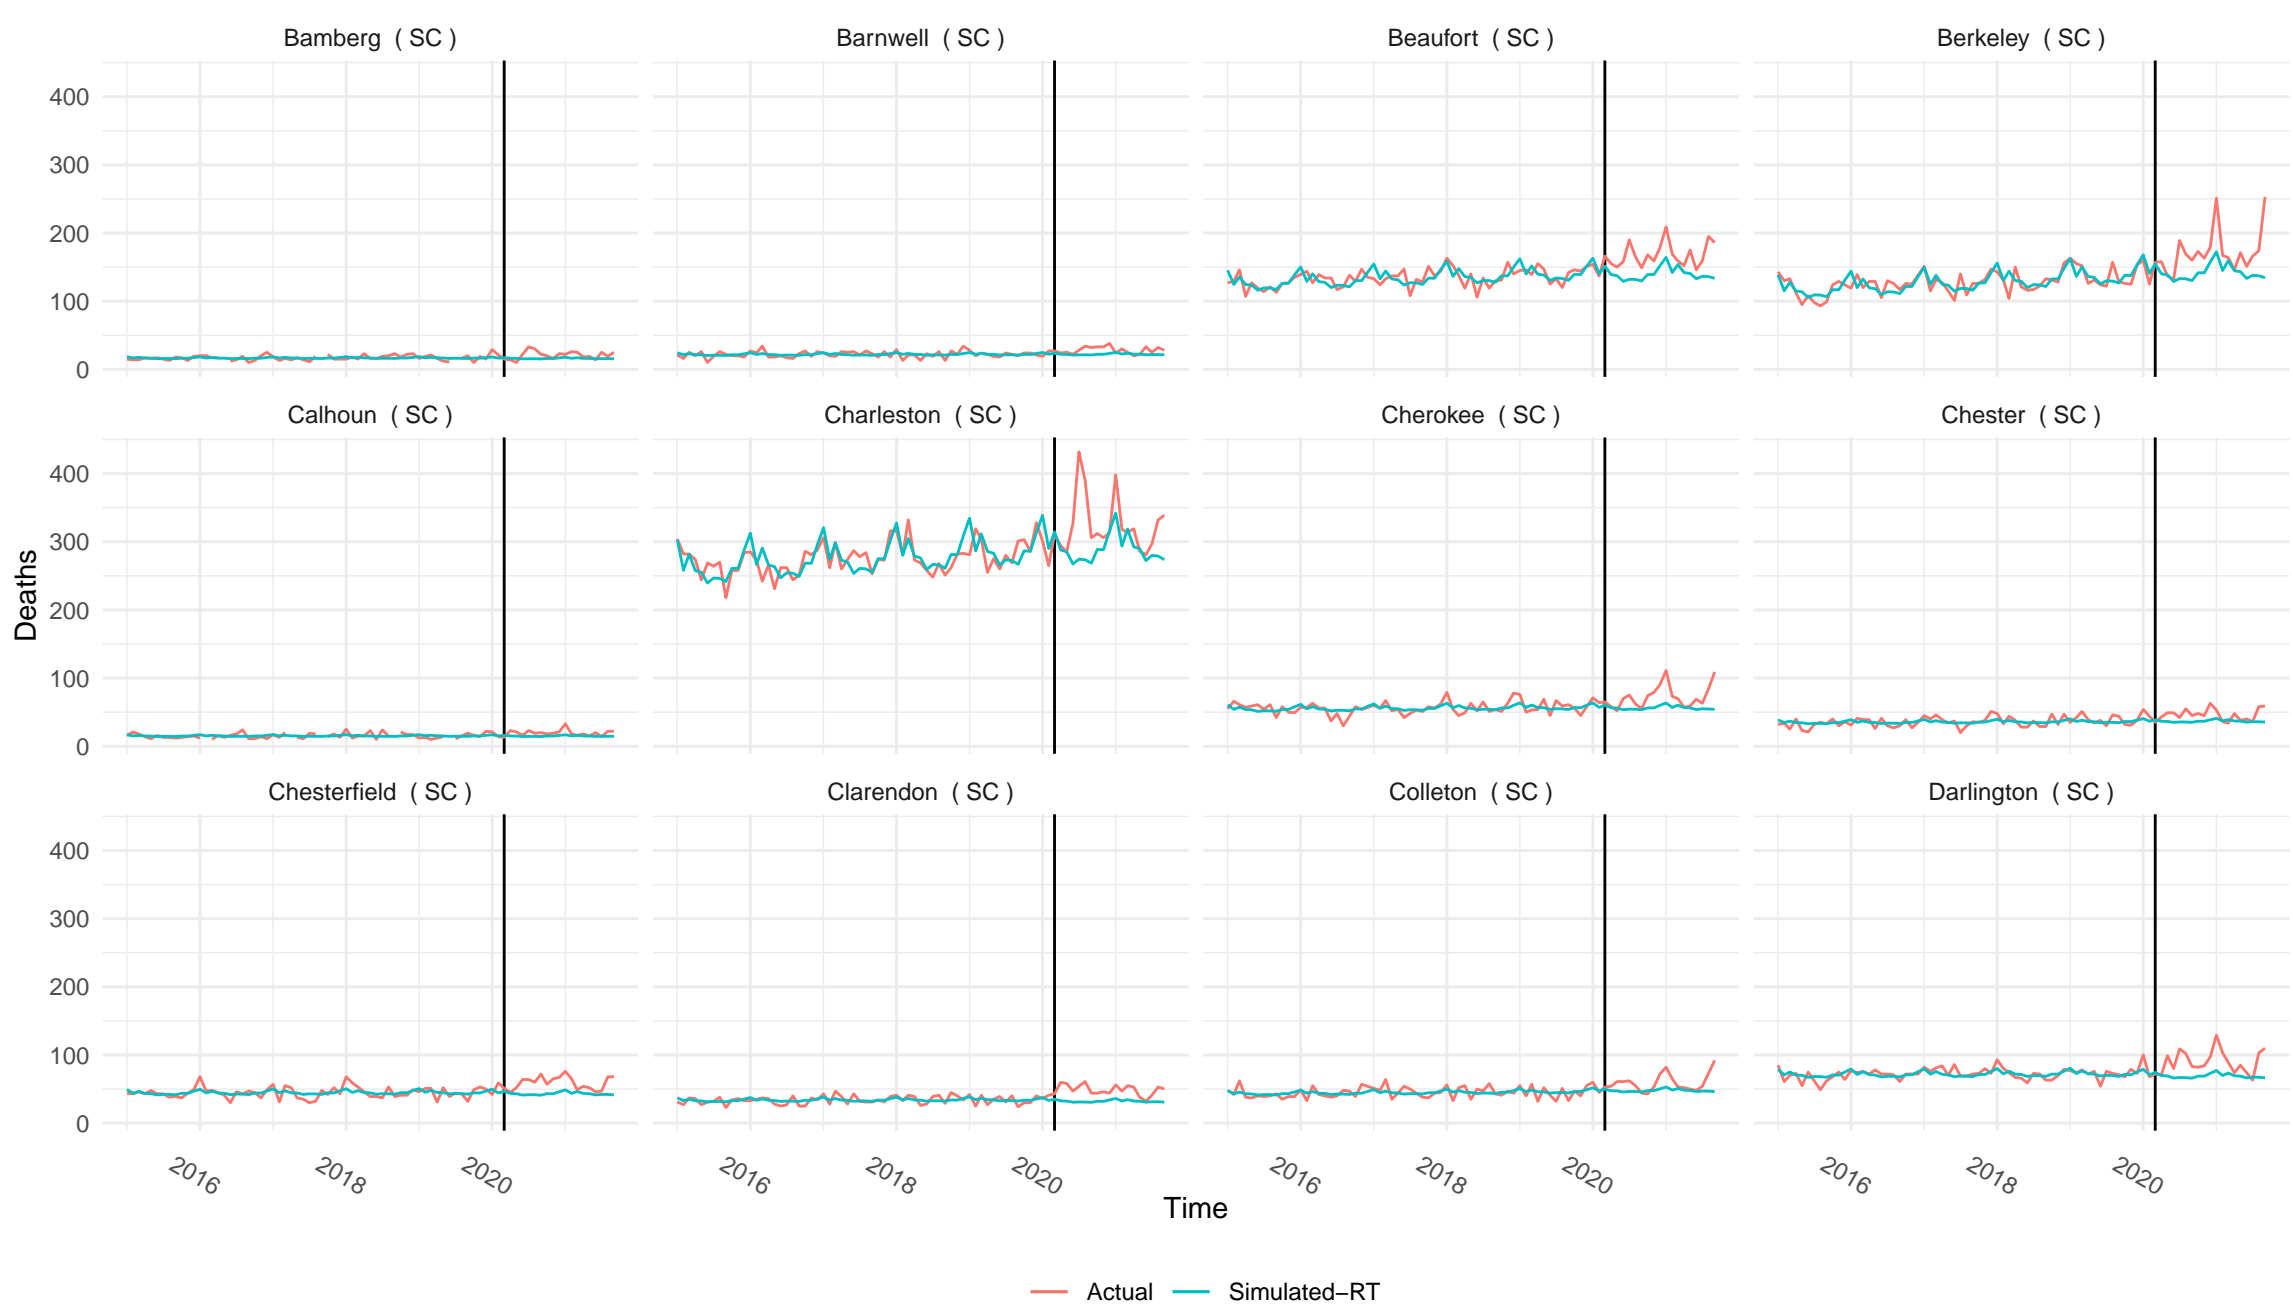 Bamberg ( SC )
Barnwell ( SC )
Beaufort ( SC )
Berkeley ( SC )
400
300
200
100
0
Calhoun ( SC )
Charleston ( SC )
Cherokee ( SC )
Chester ( SC )
400
300
200
100
0
Deaths
Chesterfield ( SC )
Clarendon ( SC )
Colleton ( SC )
Darlington ( SC )
400
300
200
100
0
2016 2018 2020
2016 2018 2020
2016 2018 2020
2016 2018 2020
Time
Actual Simulated−RT